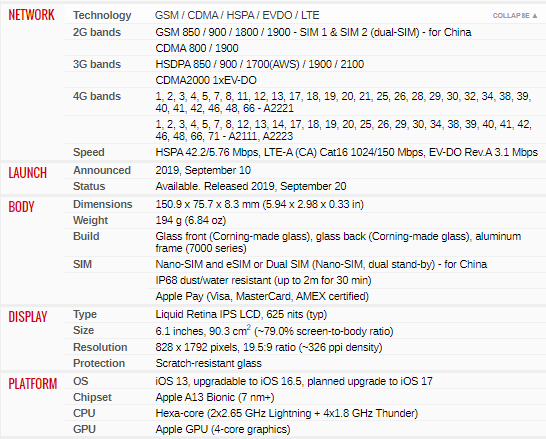 NETWORK Technology GSM / CDMA / HSPA / EVDO / LTE COLLAPSE ▲
2G bands GSM 850 / 900 / 1800 / 1900 - SIM 1 & SIM 2 (dual-SIM) - for China
CDMA 800 / 1900
3G bands HSDPA 850 / 900 / 1700(AWS) / 1900 / 2100
CDMA2000 1xEV-DO
4G bands 1, 2, 3, 4, 5, 7, 8, 11, 12, 13, 17, 18, 19, 20, 21, 25, 26, 28, 29, 30, 32, 34, 38, 39,
40, 41, 42, 46, 48, 66 - A2221
1, 2, 3, 4, 5, 7, 8, 12, 13, 14, 17, 18, 19, 20, 25, 26, 29, 30, 34, 38, 39, 40, 41, 42,
46, 48, 66, 71 - A2111, A2223
Speed HSPA 42.2/5.76 Mbps, LTE-A (CA) Cat16 1024/150 Mbps, EV-DO Rev.A 3.1 Mbps
LAUNCH Announced 2019, September 10
Status Available. Released 2019, September 20
BODY Dimensions 150.9 x 75.7 x 8.3 mm (5.94 x 2.98 x 0.33 in)
Weight 194 g (6.84 oz)
Build Glass front (Corning-made glass), glass back (Corning-made glass), aluminum
frame (7000 series)
SIM Nano-SIM and eSIM or Dual SIM (Nano-SIM, dual stand-by) - for China
IP68 dust/water resistant (up to 2m for 30 min)
Apple Pay (Visa, MasterCard, AMEX certified)
DISPLAY Type Liquid Retina IPS LCD, 625 nits (typ)
Size 6.1 inches, 90.3 cm² (~79.0% screen-to-body ratio)
Resolution 828 x 1792 pixels, 19.5:9 ratio (~326 ppi density)
Protection Scratch-resistant glass
PLATFORM OS iOS 13, upgradable to iOS 16.5, planned upgrade to iOS 17
Chipset Apple A13 Bionic (7 nm+)
CPU Hexa-core (2x2.65 GHz Lightning + 4x1.8 GHz Thunder)
GPU Apple GPU (4-core graphics)